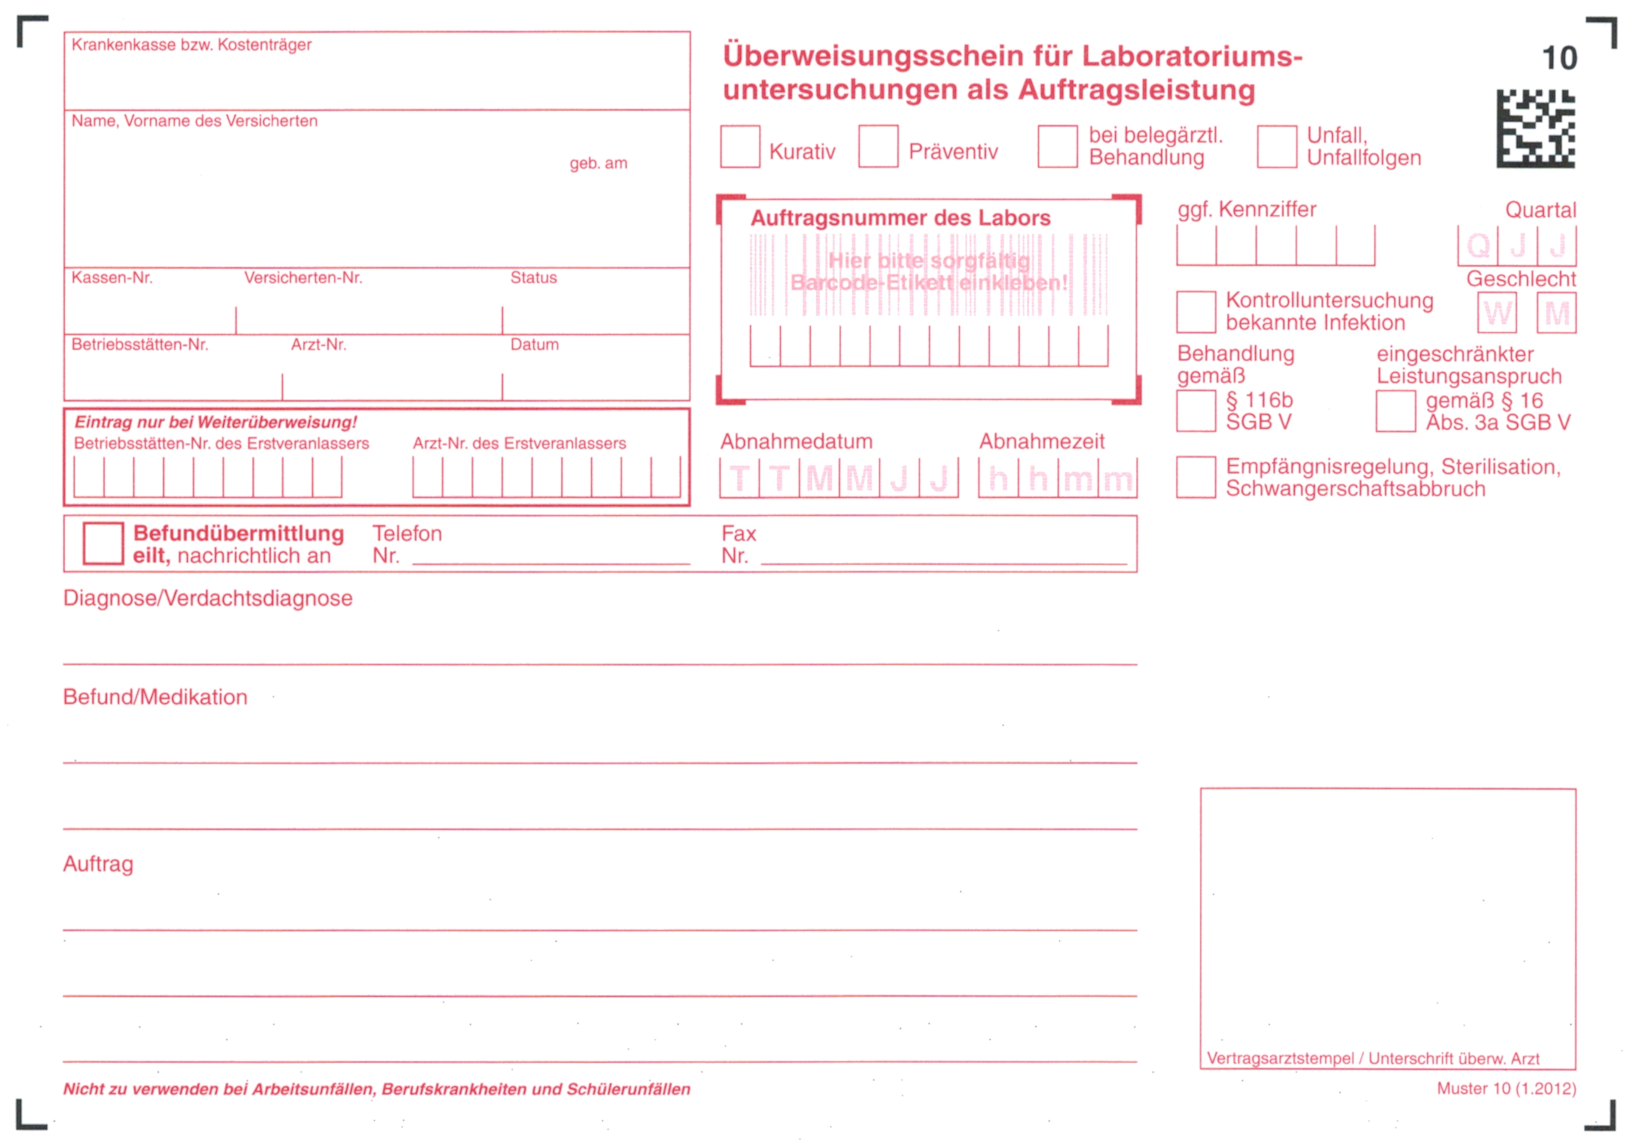 Krankenkasse bzw. Kostenträger
Name, Vorname des Versicherten
geb. am
Kassen-Nr. Versicherten-Nr. Status
Betriebsstätten-Nr. Arzt-Nr. Datum
Eintrag nur bei Weiterüberweisung!
Betriebsstätten-Nr. des Erstveranlassers Arzt-Nr. des Erstveranlassers
Überweisungsschein für Laboratoriums-
untersuchungen als Auftragsleistung
10
Kurativ
Präventiv
bei belegärztl.
Behandlung
Unfall,
Unfallfolgen
Auftragsnummer des Labors
Hier bitte sorgfältig
Barcode-Etikett einkleben!
ggf. Kennziffer
Quartal
Q J J
Geschlecht
W M
Kontrolluntersuchung
bekannte Infektion
Behandlung
gemäß
§ 116b
SGB V
eingeschränkter
Leistungsanspruch
gemäß § 16
Abs. 3a SGB V
Abnahmedatum
T T M M J J
Abnahmezeit
h h m m
Empfängnisregelung, Sterilisation,
Schwangerschaftsabbruch
Befundübermittlung
eilt, nachrichtlich an
Telefon
Nr.
Fax
Nr.
Diagnose/Verdachtsdiagnose
Befund/Medikation
Auftrag
Vertragsarztstempel / Unterschrift überw. Arzt
Nicht zu verwenden bei Arbeitsunfällen, Berufskrankheiten und Schülerunfällen
Muster 10 (1.2012)